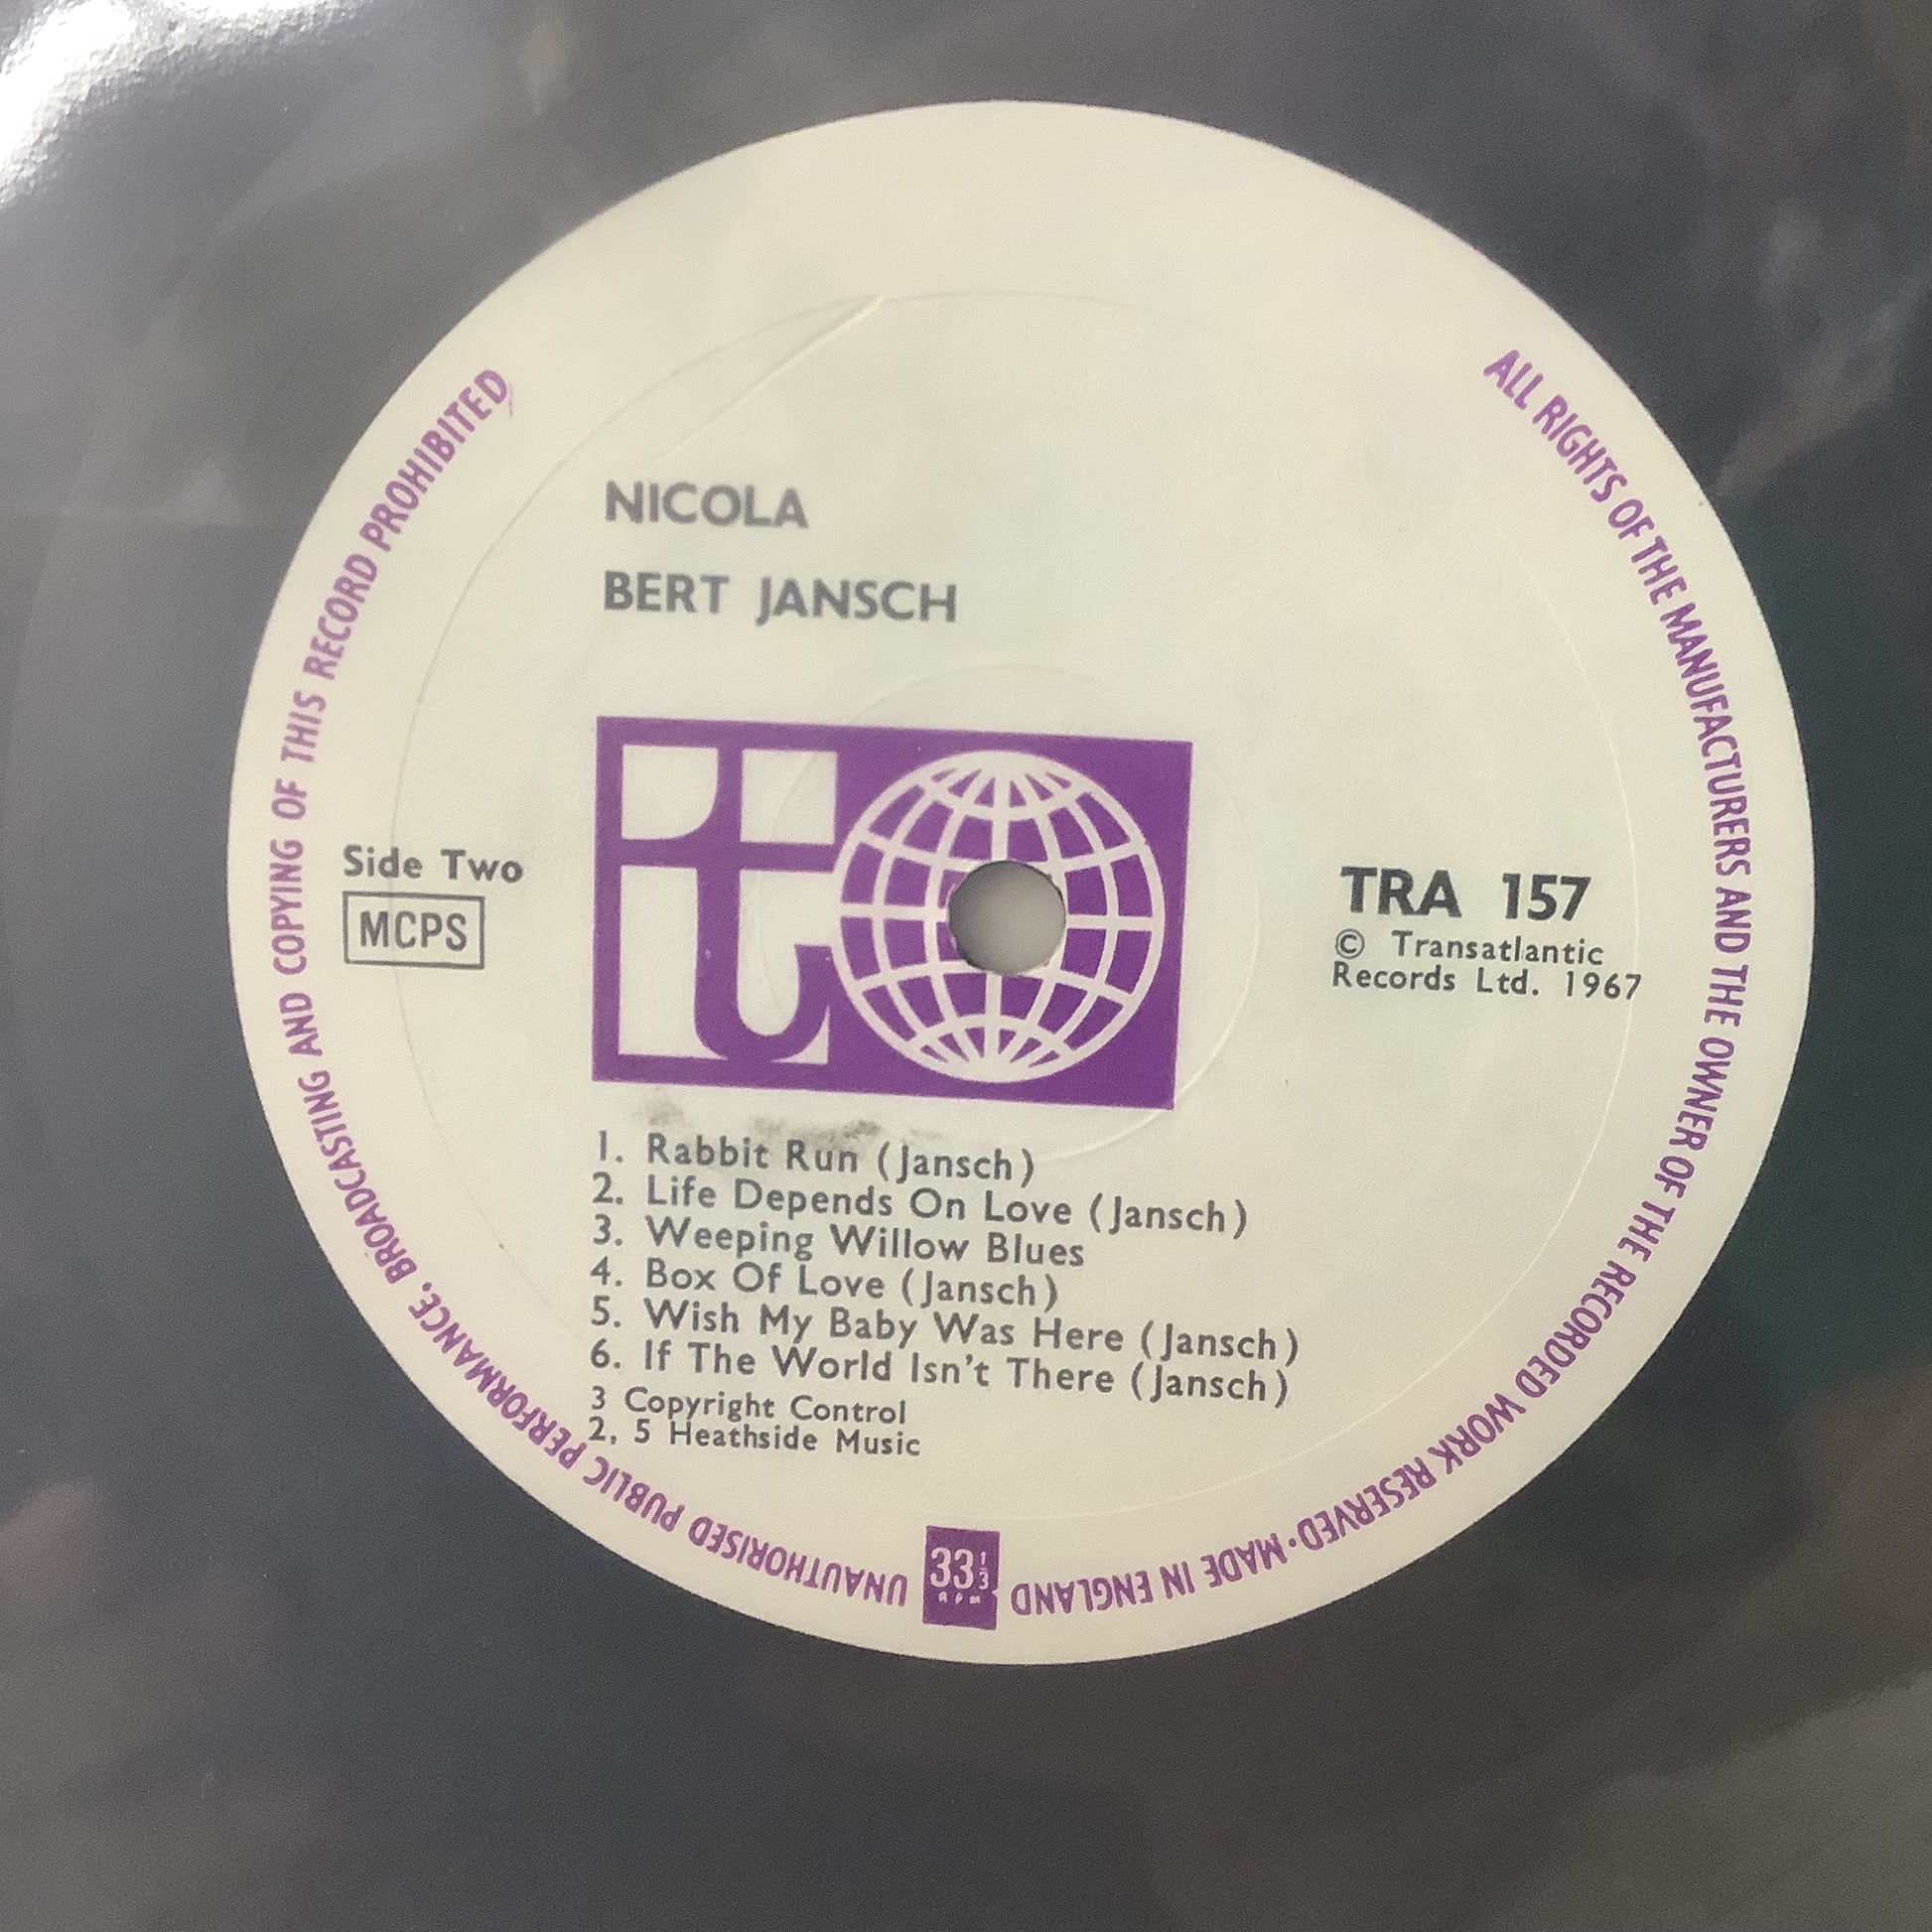 NICOLA
BERT JANSCH
it
Side Two
MCPS
TRA 157
© Transatlantic
Records Ltd. 1967
1. Rabbit Run (Jansch)
2. Life Depends On Love (Jansch)
3. Weeping Willow Blues
4. Box Of Love (Jansch)
5. Wish My Baby Was Here (Jansch)
6. If The World Isn't There (Jansch)
3 Copyright Control
2, 5 Heathside Music
33 1/3
RPM
ALL RIGHTS OF THE MANUFACTURERS AND THE OWNER OF THE RECORDED WORK RESERVED·MADE IN ENGLAND
UNAUTHORISED PUBLIC PERFORMANCE. BROADCASTING AND COPYING OF THIS RECORD PROHIBITED